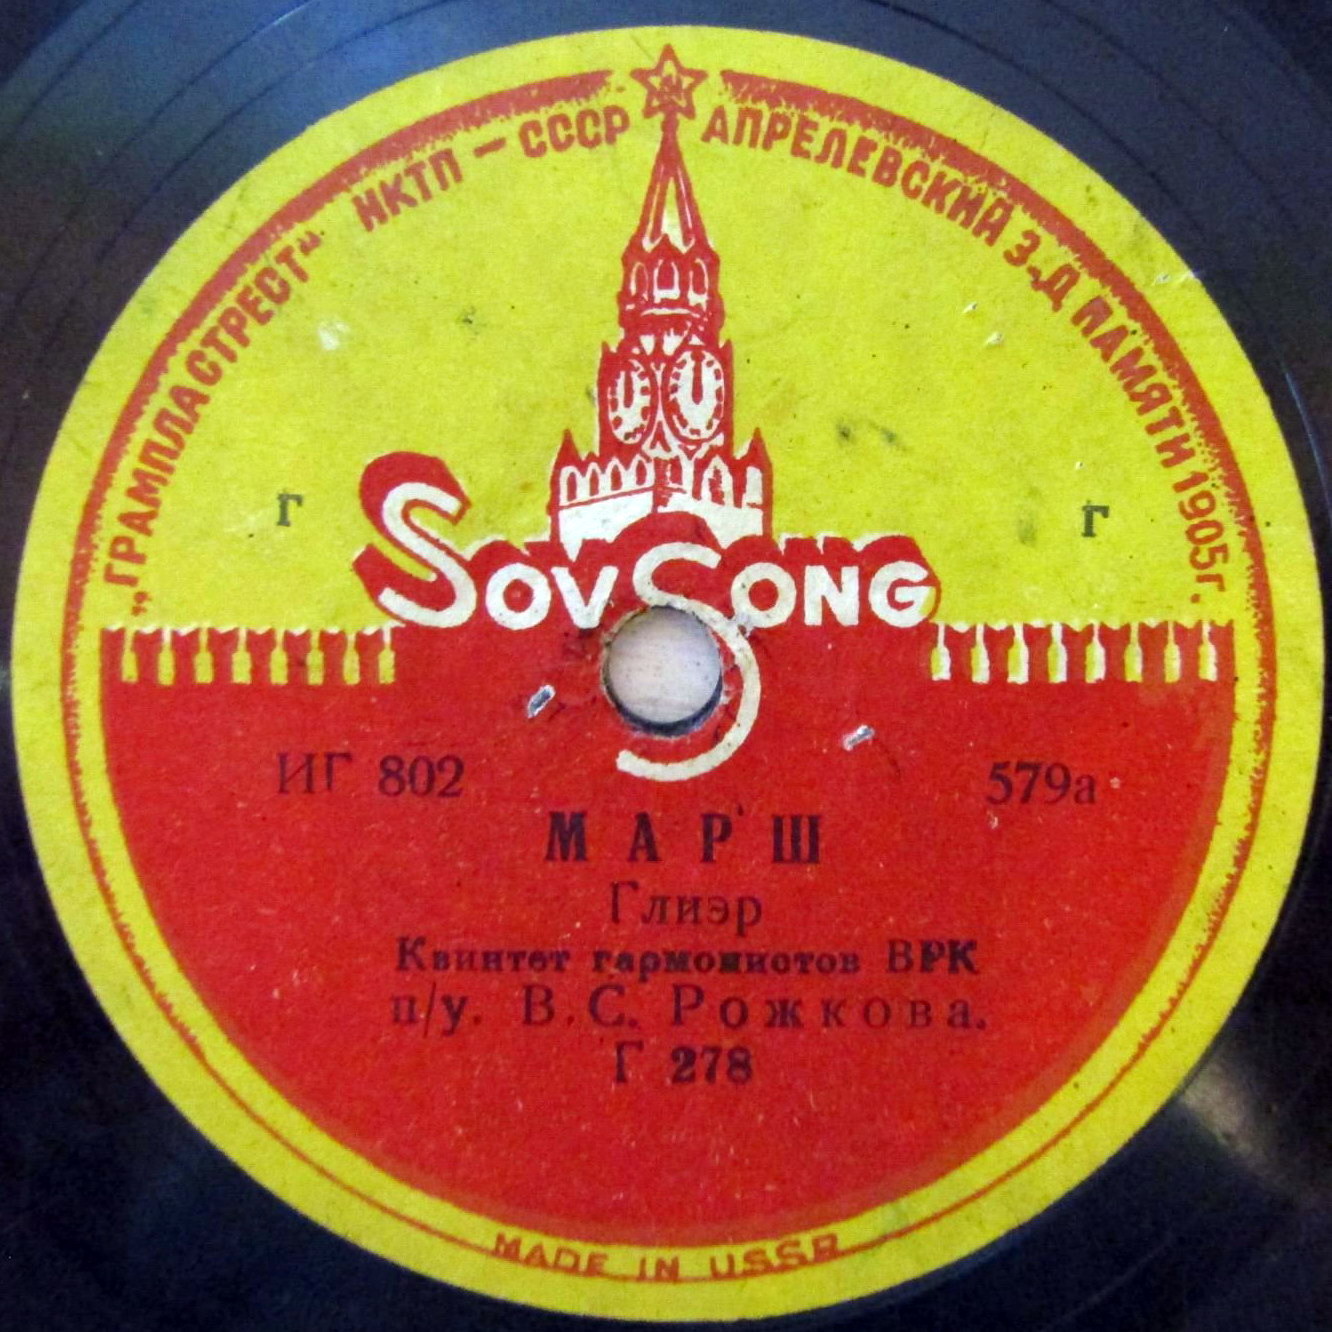 „ГРАМПЛАСТРЕСТ“ НКТП – СССР АПРЕЛЕВСКИЙ З-Д ПАМЯТИ 1905г.
Г Г
SOVSONG
ИГ 802 579а
МАРШ
Глиэр
Квинтет гармонистов ВРК
п/у. В.С. Рожкова.
Г 278
MADE IN USSR